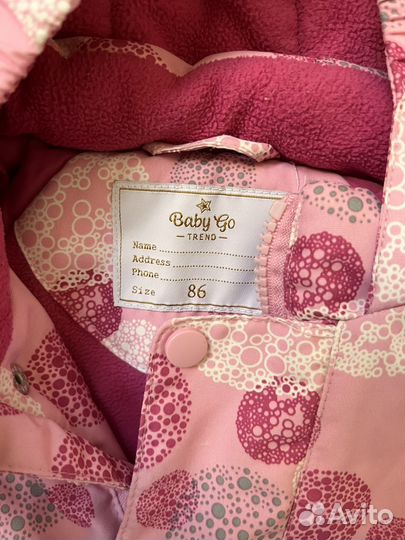 Baby Go
- TREND -
Name
Address
Phone
Size 86
Avito